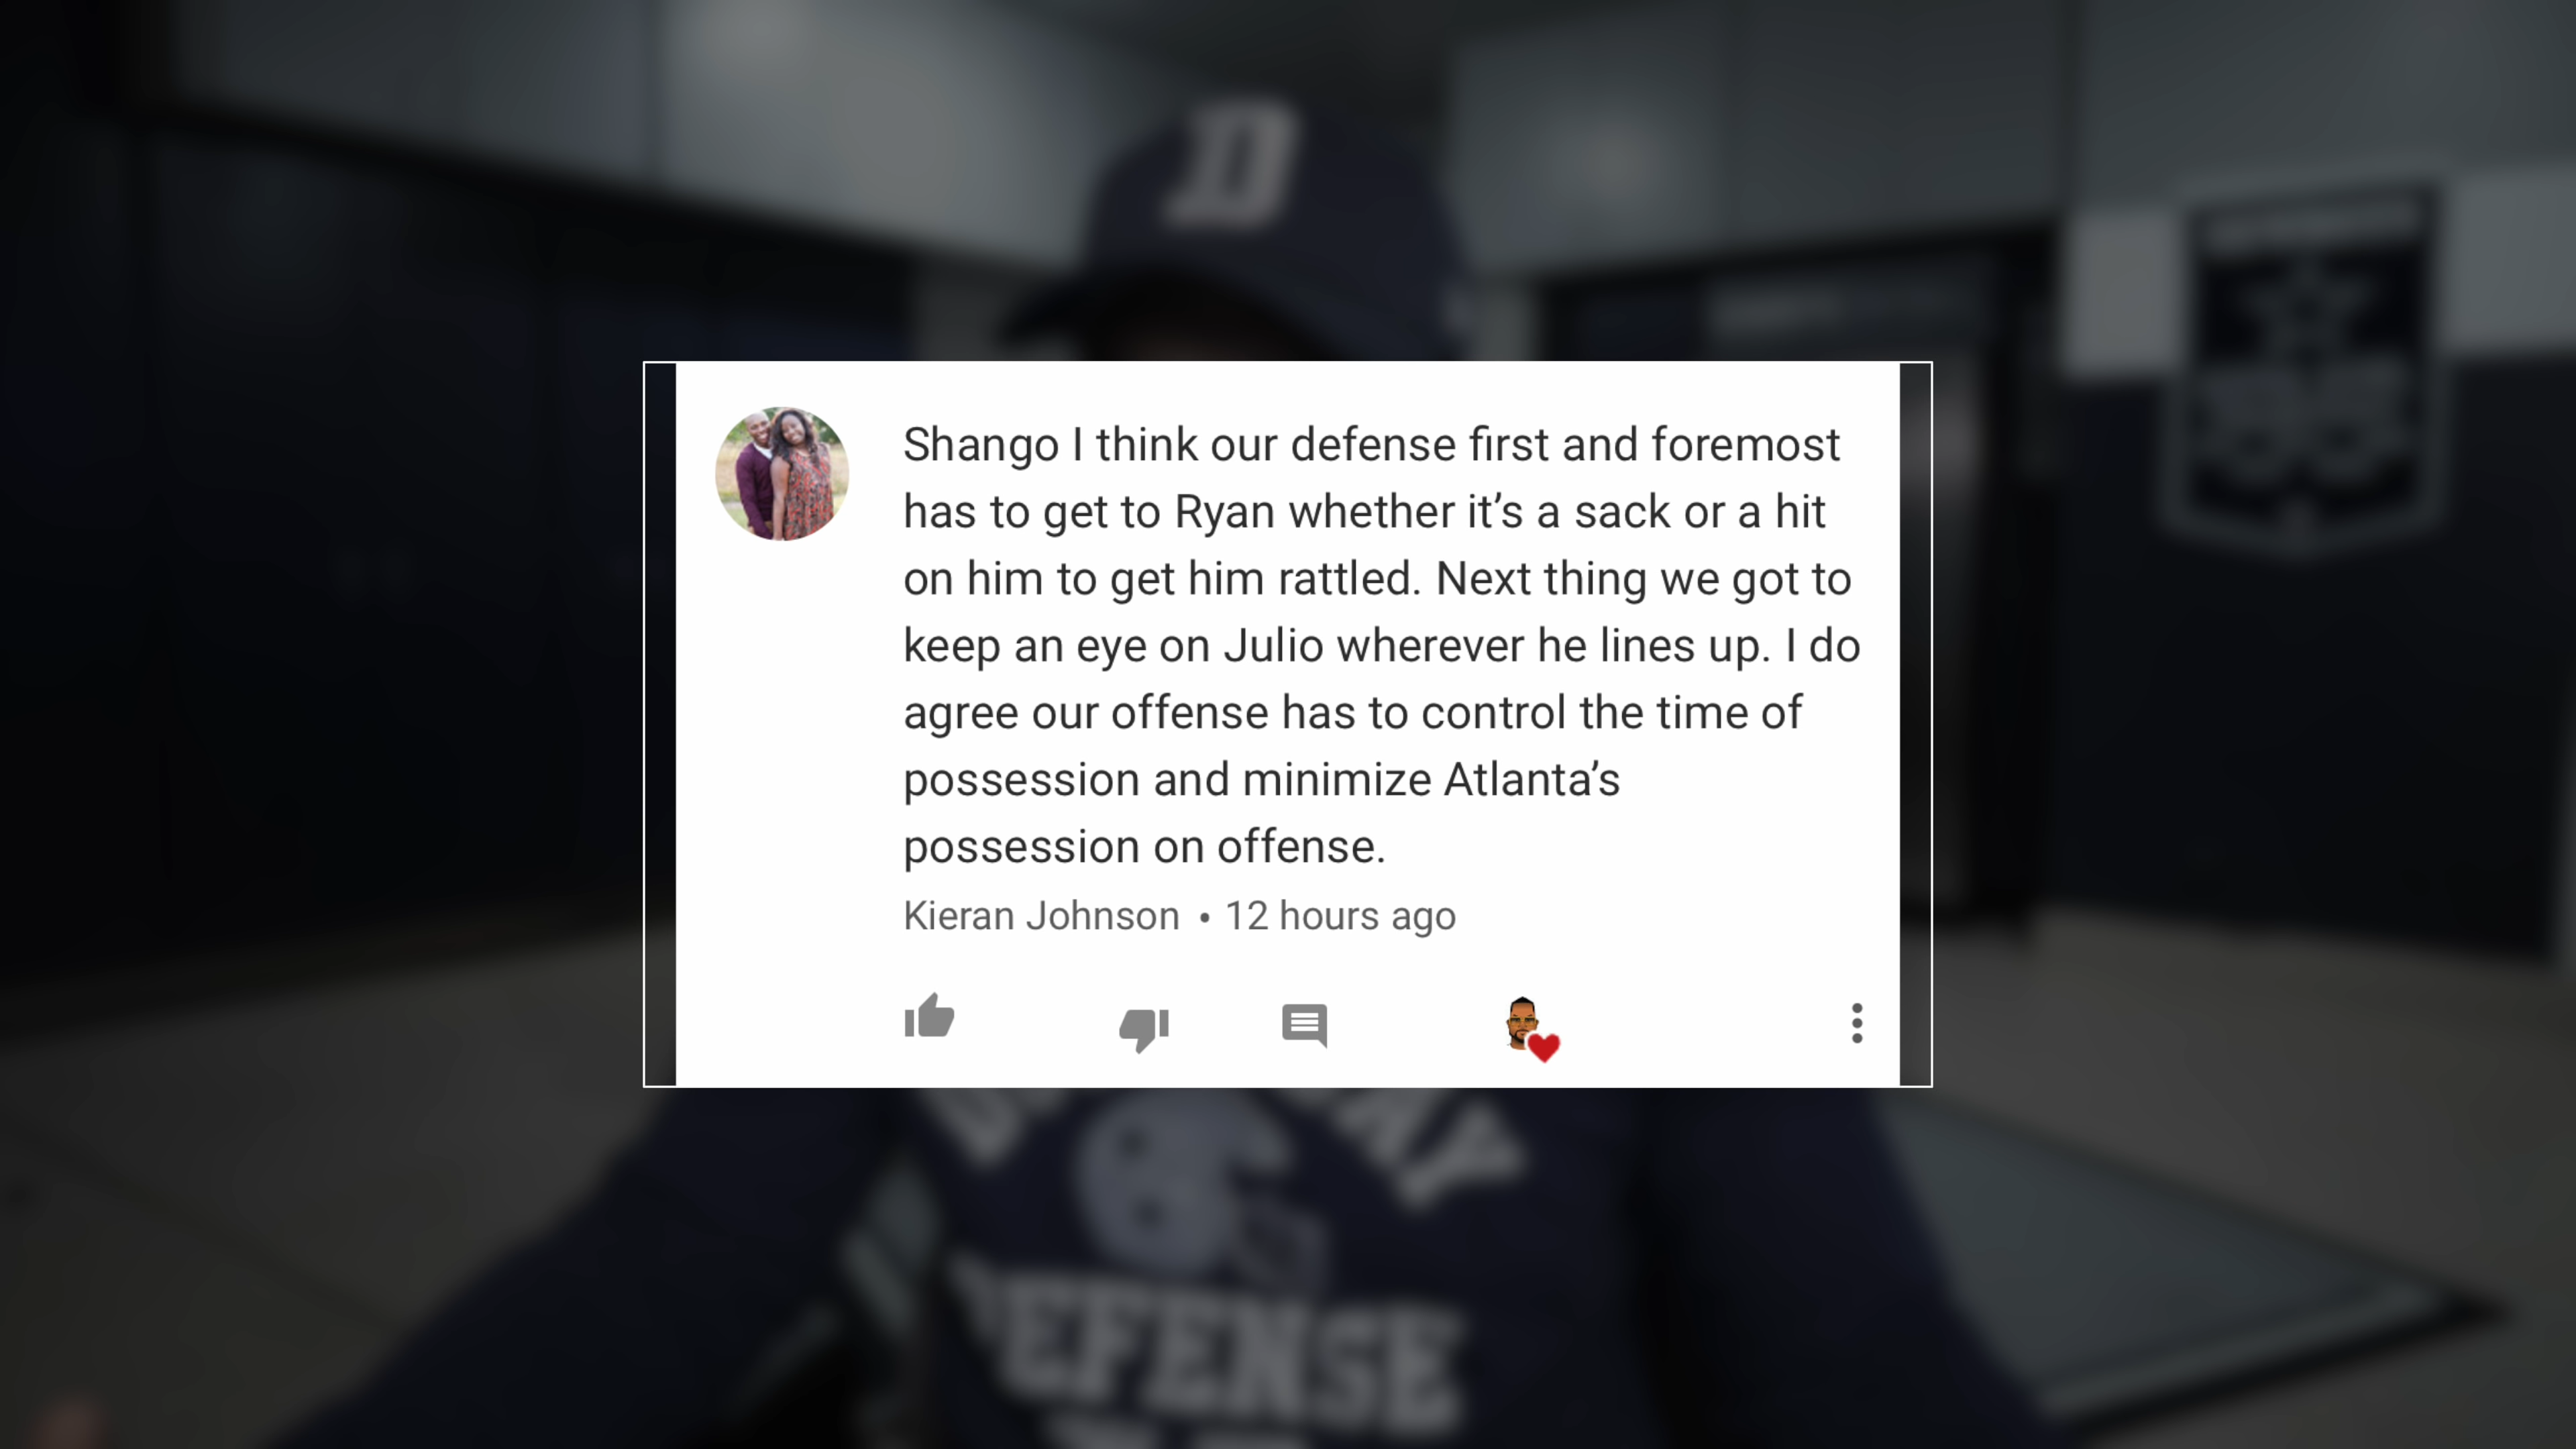 D
Shango I think our defense first and foremost
has to get to Ryan whether it’s a sack or a hit
on him to get him rattled. Next thing we got to
keep an eye on Julio wherever he lines up. I do
agree our offense has to control the time of
possession and minimize Atlanta’s
possession on offense.
Kieran Johnson • 12 hours ago
DEFENSE